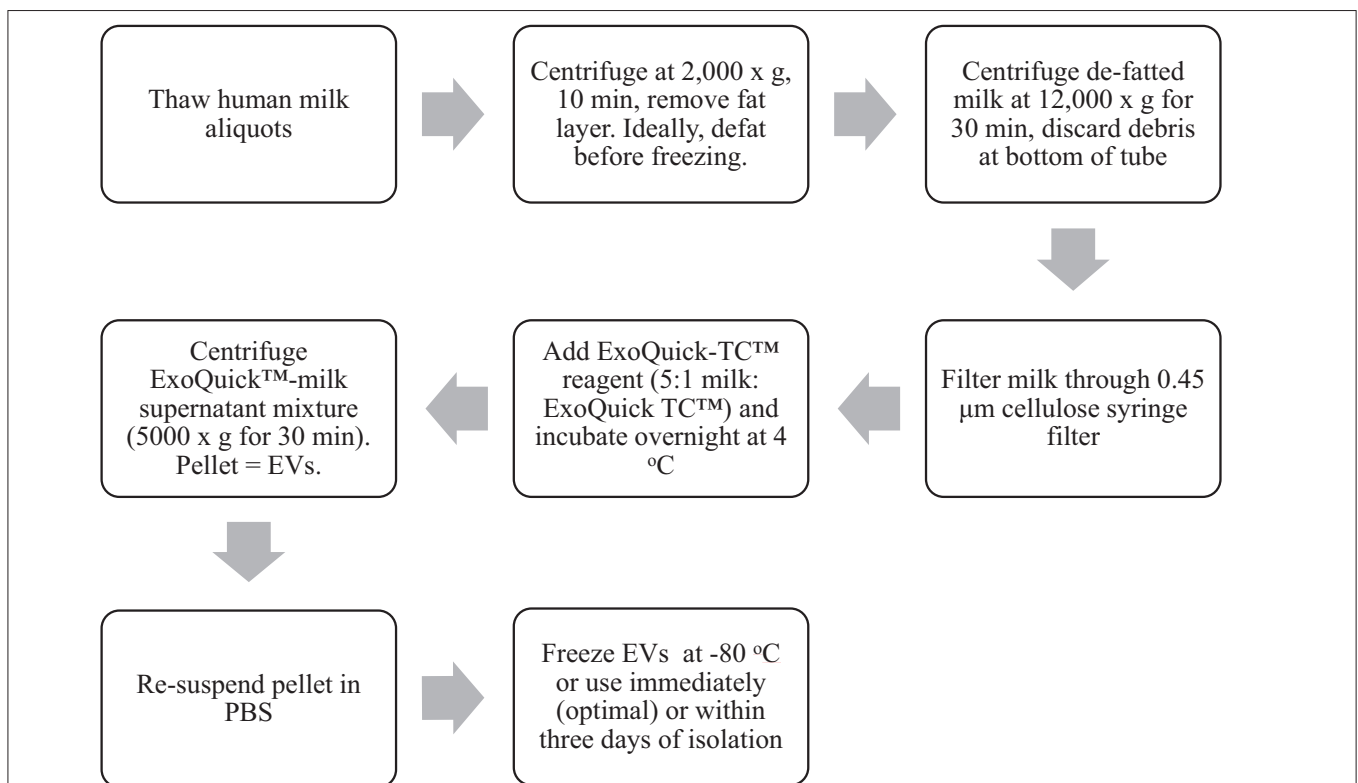 Thaw human milk
aliquots
Centrifuge at 2,000 x g,
10 min, remove fat
layer. Ideally, defat
before freezing.
Centrifuge de-fatted
milk at 12,000 x g for
30 min, discard debris
at bottom of tube
Filter milk through 0.45
μm cellulose syringe
filter
Add ExoQuick-TC™
reagent (5:1 milk:
ExoQuick TC™) and
incubate overnight at 4
ºC
Centrifuge
ExoQuick™-milk
supernatant mixture
(5000 x g for 30 min).
Pellet = EVs.
Re-suspend pellet in
PBS
Freeze EVs at -80 ºC
or use immediately
(optimal) or within
three days of isolation